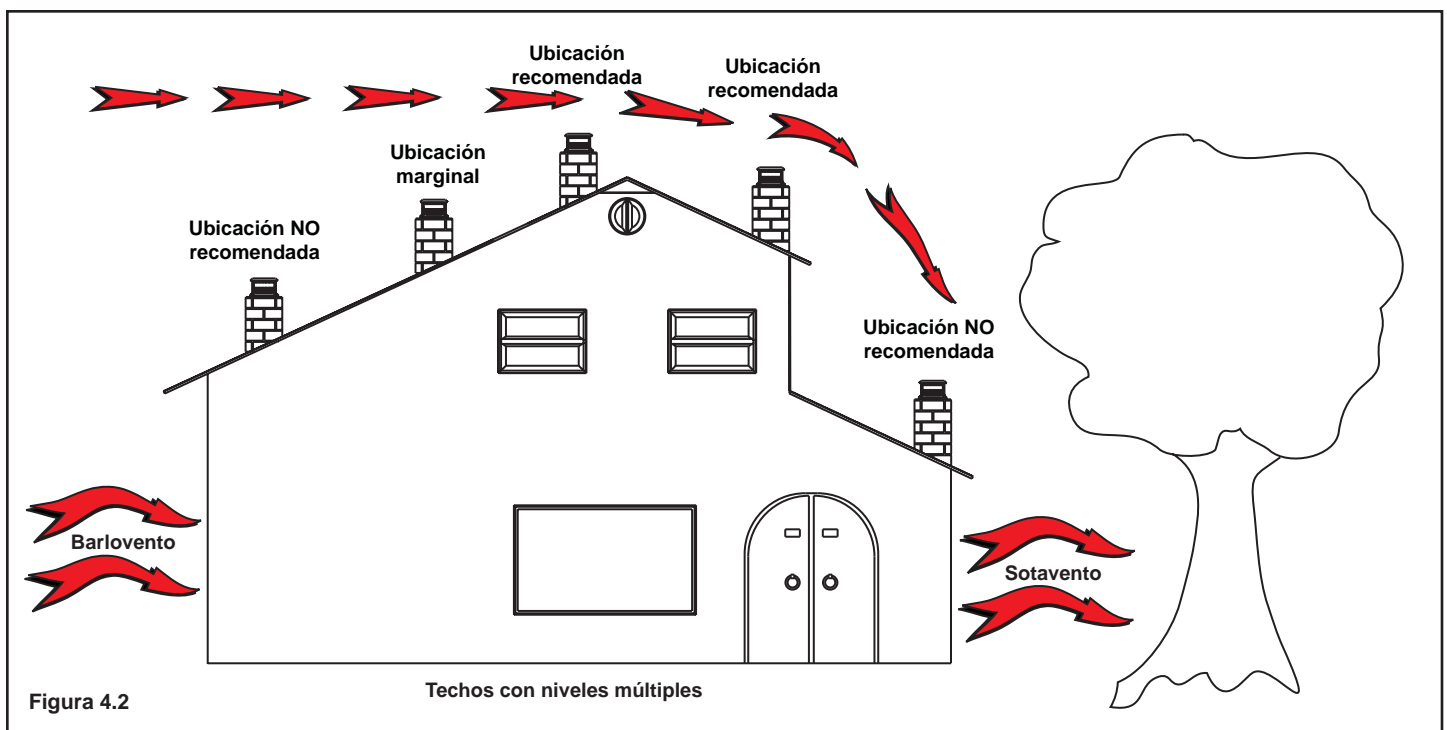 Ubicación
recomendada
Ubicación
recomendada
Ubicación
marginal
Ubicación NO
recomendada
Ubicación NO
recomendada
Barlovento
Sotavento
Techos con niveles múltiples
Figura 4.2